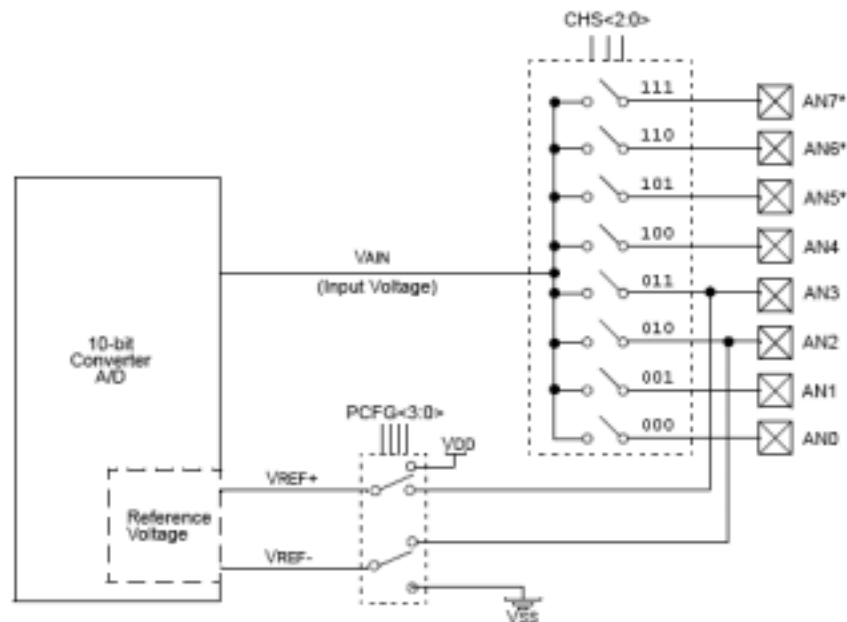 CHS<2:0>
111
AN7*
110
AN6*
101
AN5*
100
AN4
VAIN
(Input Voltage)
011
AN3
10-bit
Converter
A/D
010
AN2
001
AN1
PCFG<3:0>
000
AN0
VDD
VREF+
Reference
Voltage
VREF-
VSS